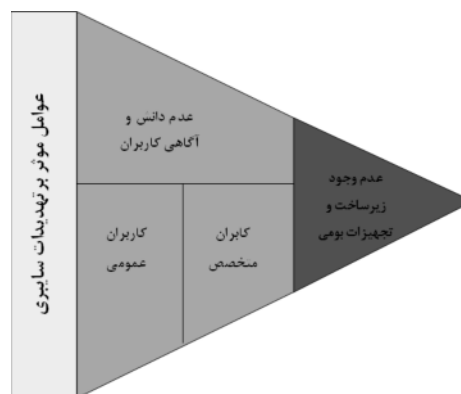 عوامل موثر بر تهدیدات سایبری
عدم دانش و
آگاهی کاربران
عدم وجود
زیرساخت و
تجهیزات بومی
کابران
متخصص
کاربران
عمومی